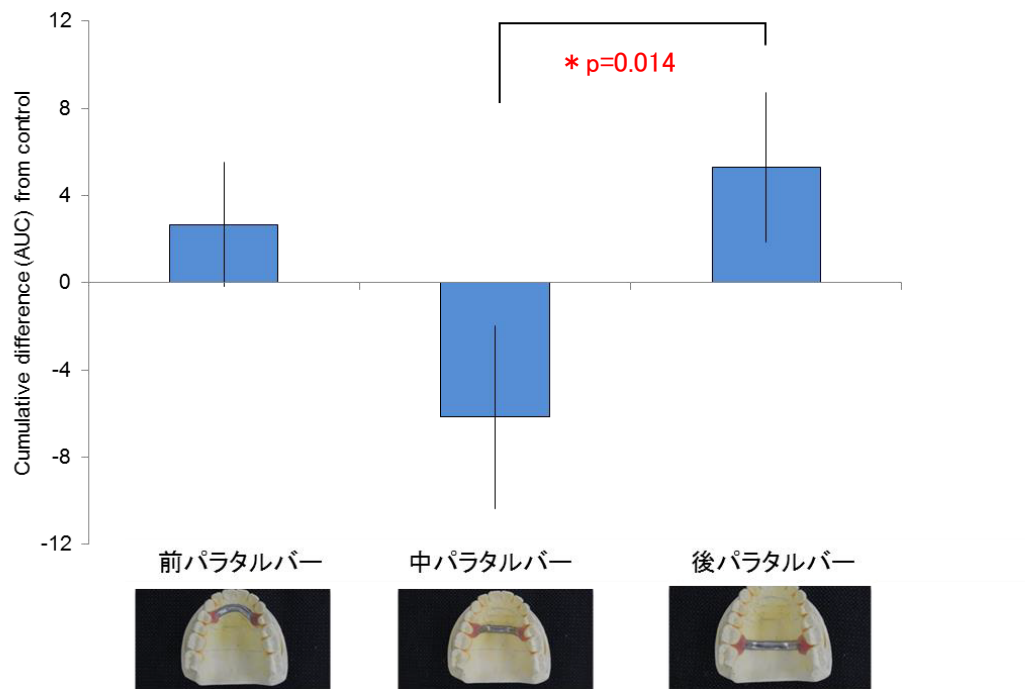 12
8
4
0
-4
-8
-12
Cumulative difference (AUC) from control
* p=0.014
前パラタルバー
中パラタルバー
後パラタルバー